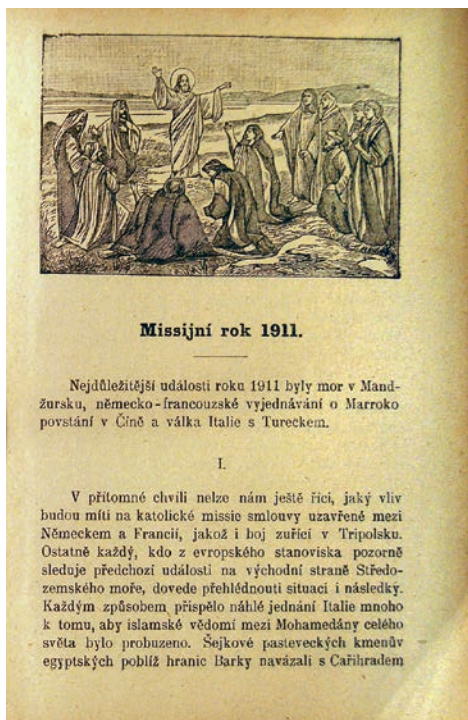 Missijní rok 1911.
Nejdůležitější události roku 1911 byly mor v Mand-
žursku, německo-francouzské vyjednávání o Marroko
povstání v Číně a válka Italie s Tureckem.
I.
V přítomné chvíli nelze nám ještě říci, jaký vliv
budou míti na katolické missie smlouvy uzavřené mezi
Německem a Francií, jakož i boj zuřící v Tripolsku.
Ostatně každý, kdo z evropského stanoviska pozorně
sleduje předchozí události na východní straně Středo-
zemského moře, dovede přehlédnouti situaci i následky.
Každým způsobem přispělo náhlé jednání Italie mnoho
k tomu, aby islamské vědomí mezi Mohamedány celého
světa bylo probuzeno. Šejkové pasteveckých kmenův
egyptských poblíž hranic Barky navázali s Cařihradem